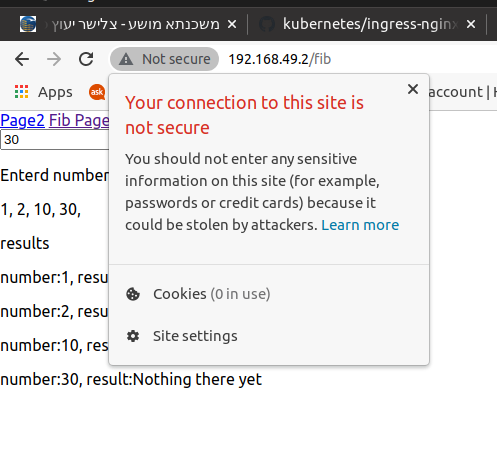 משכנתא מושע - צלישר יעוץ ו
kubernetes/ingress-nginx
Not secure
192.168.49.2/fib
Apps
ask
account | H
Your connection to this site is
not secure
You should not enter any sensitive
information on this site (for example,
passwords or credit cards) because it
could be stolen by attackers. Learn more
Cookies (0 in use)
Site settings
Page2 Fib Page
30
Enterd number
1, 2, 10, 30,
results
number:1, resu
number:2, resu
number:10, res
number:30, result:Nothing there yet